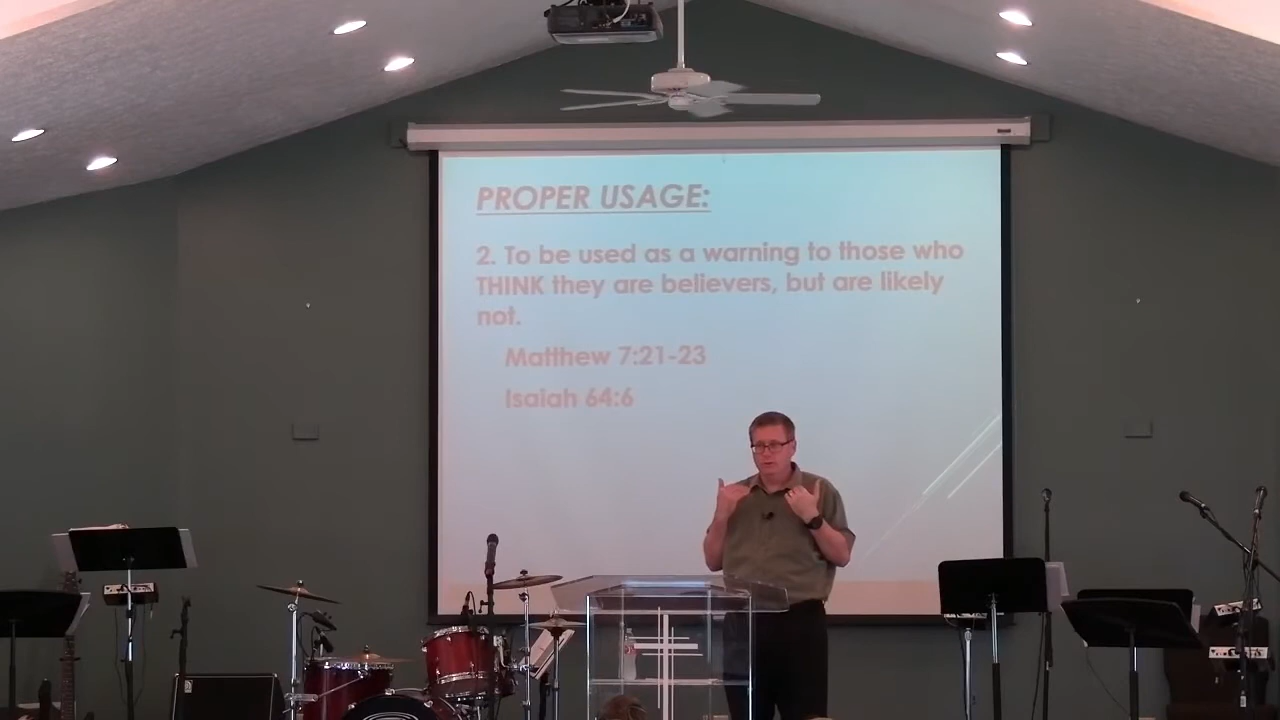 PROPER USAGE:
2. To be used as a warning to those who
THINK they are believers, but are likely
not.
Matthew 7:21-23
Isaiah 64:6